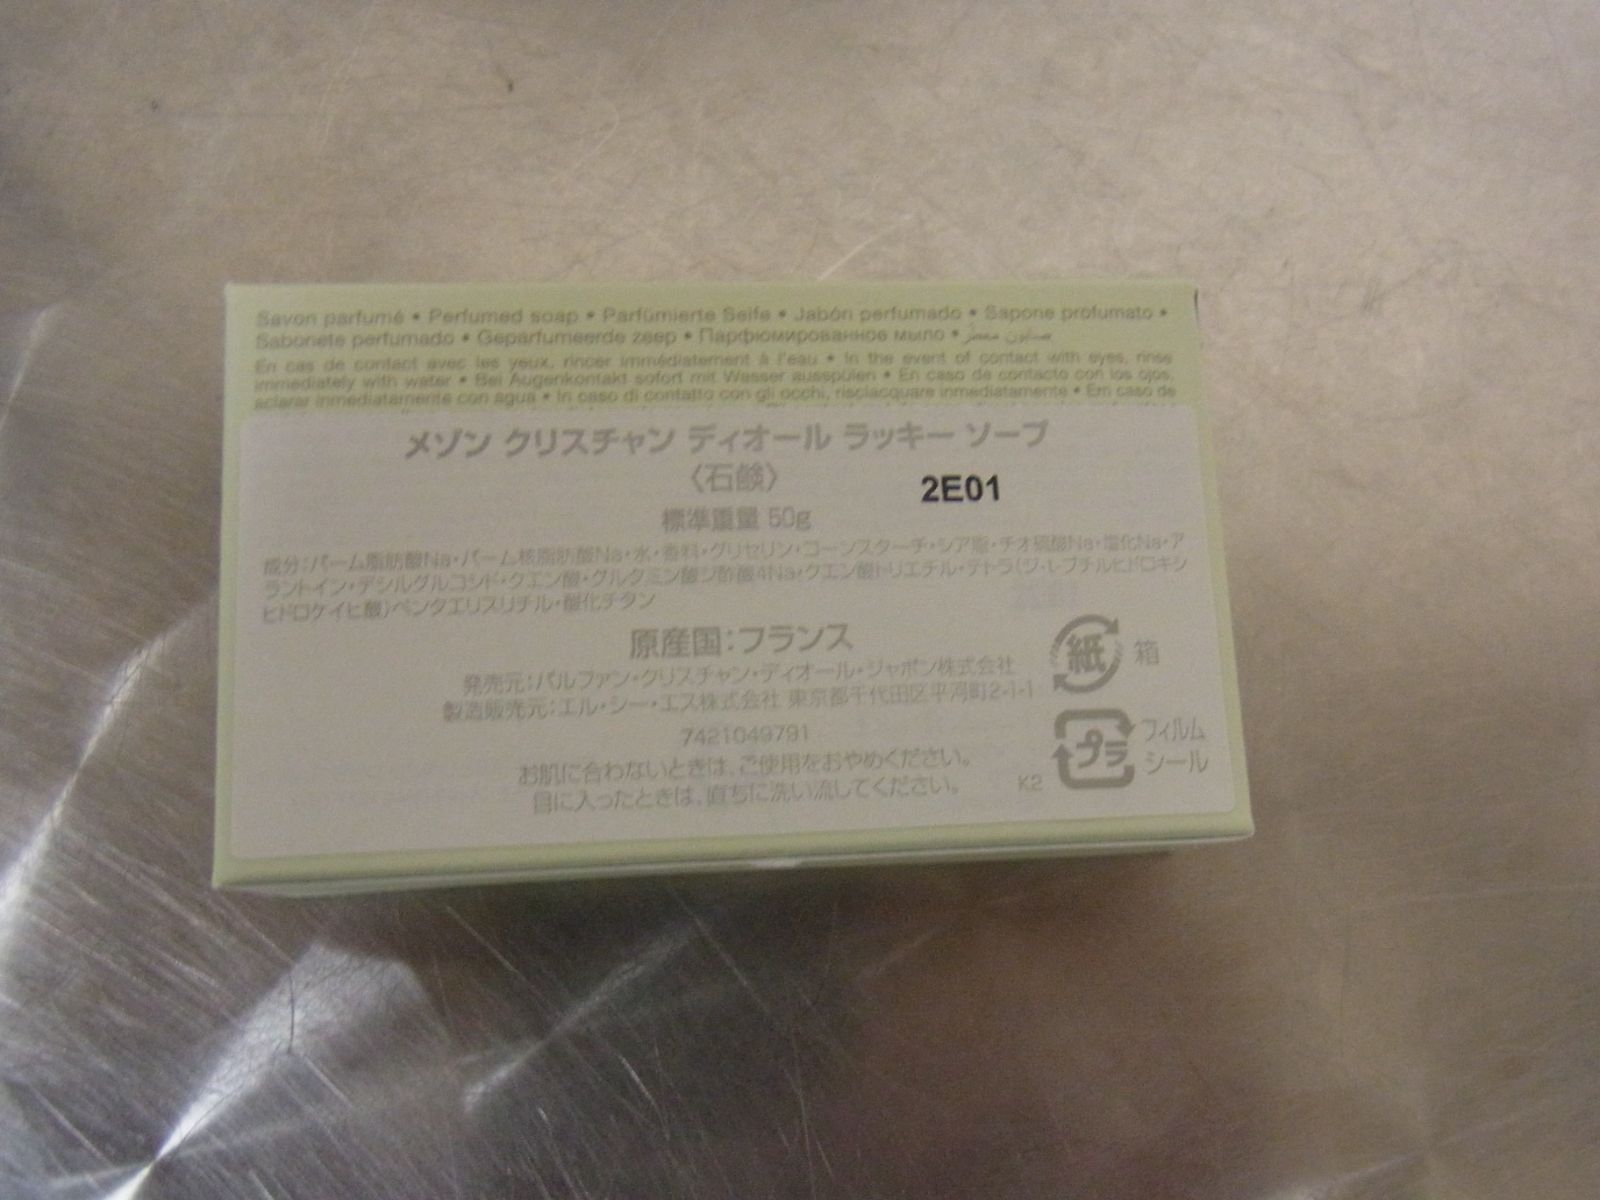 Savon parfumé • Perfumed soap • Parfümierte Seife • Jabón perfumado • Sapone profumato •
Sabonete perfumado • Geparfumeerde zeep • Парфюмированное мыло • صابون معطر
En cas de contact avec les yeux, rincer immédiatement à l'eau • In the event of contact with eyes, rinse
immediately with water • Bei Augenkontakt sofort mit Wasser ausspülen • En caso de contacto con los ojos,
aclarar inmediatamente con agua • In caso di contatto con gli occhi, risciacquare immediatamente • Em caso de
メゾン クリスチャン ディオール ラッキー ソープ
〈石鹸〉
2E01
標準重量 50g
成分：パーム脂肪酸Na・パーム核脂肪酸Na・水・香料・グリセリン・コーンスターチ・シア脂・チオ硫酸Na・塩化Na・ア
ラントイン・デシルグルコシド・クエン酸・グルタミン酸ジ酢酸4Na・クエン酸トリエチル・テトラ(ジ-t-ブチルヒドロキシ
ヒドロケイヒ酸)ペンタエリスリチル・酸化チタン
原産国：フランス
発売元：パルファン・クリスチャン・ディオール・ジャポン株式会社
製造販売元：エル・シー・エス株式会社 東京都千代田区平河町2-1-1
7421049791
お肌に合わないときは、ご使用をおやめください。
目に入ったときは、直ちに洗い流してください。
K2
紙 箱
プラ フィルム
シール